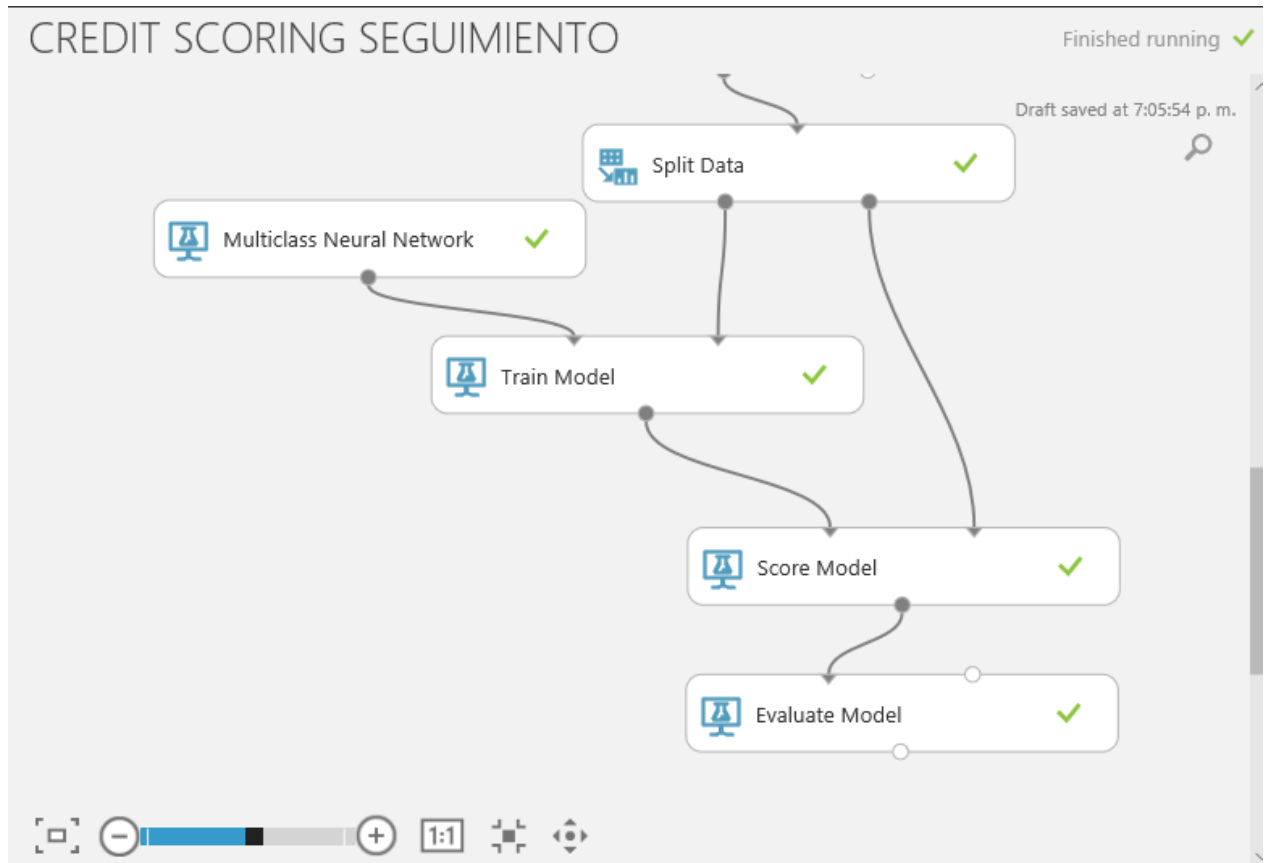 CREDIT SCORING SEGUIMIENTO
Finished running
Draft saved at 7:05:54 p. m.
Split Data
Multiclass Neural Network
Train Model
Score Model
Evaluate Model
1:1